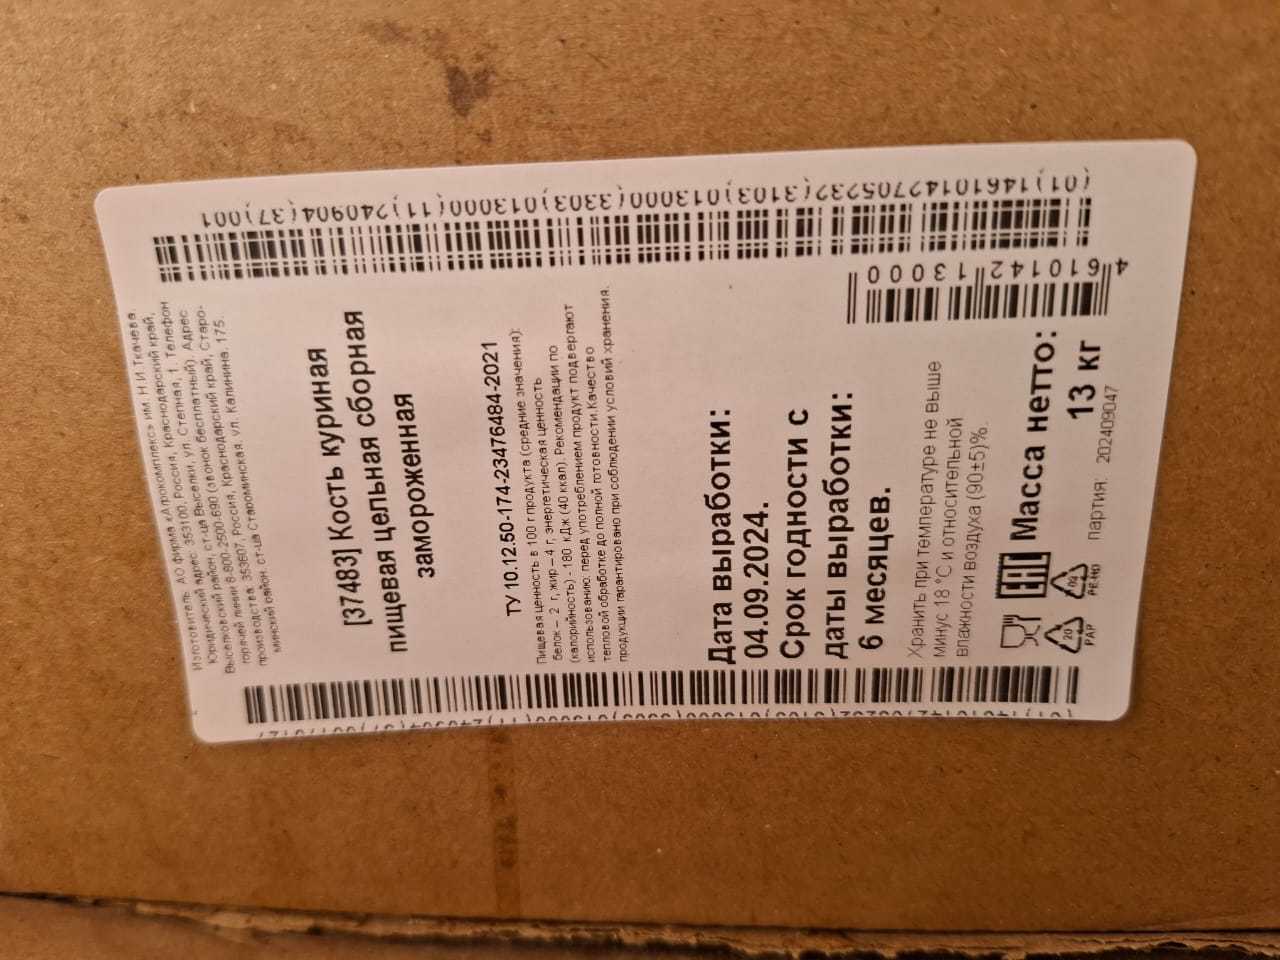 Изготовитель: АО фирма «Агрокомплекс» им. Н.И.Ткачева.
Юридический адрес: 353100, Россия, Краснодарский край,
Выселковский район, ст-ца Выселки, ул. Степная, 1. Телефон
горячей линии 8-800-2500-690 (звонок бесплатный). Адрес
производства: 353607, Россия, Краснодарский край, Старо-
минский район, ст-ца Староминская, ул. Калинина, 175.
[37483] Кость куриная
пищевая цельная сборная
замороженная
ТУ 10.12.50-174-23476484-2021
Пищевая ценность в 100 г продукта (средние значения):
белок – 2 г, жир – 4 г, энергетическая ценность
(калорийность) - 180 кДж (40 ккал). Рекомендации по
использованию: перед употреблением продукт подвергают
тепловой обработке до полной готовности.Качество
продукции гарантировано при соблюдении условий хранения.
Дата выработки:
04.09.2024.
Срок годности с
даты выработки:
6 месяцев.
Хранить при температуре не выше
минус 18 °С и относительной
влажности воздуха (90±5)%.
EAC
Масса нетто:
13 кг
партия: 202409047
20
PAP
PE-HD
(01)14610142705232(3103)013000(3303)013000(11)240904(37)001
4 610142 13000